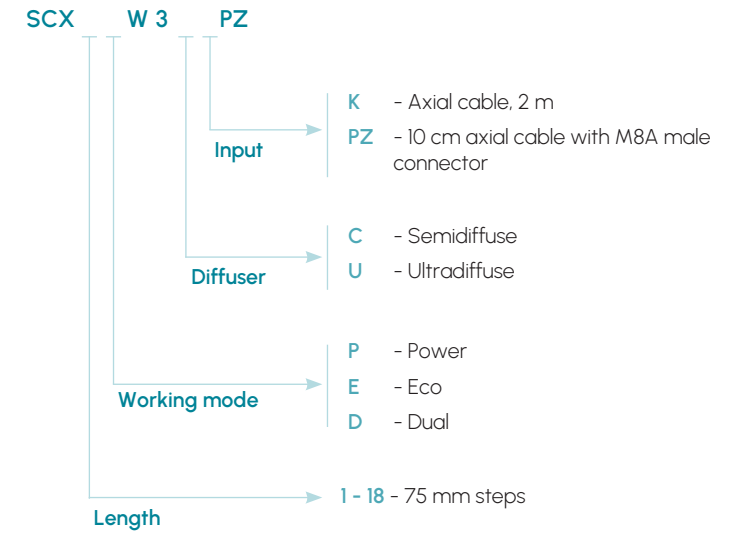 SCX W 3 PZ
K - Axial cable, 2 m
PZ - 10 cm axial cable with M8A male
connector
Input
C - Semidiffuse
U - Ultradiffuse
Diffuser
P - Power
E - Eco
D - Dual
Working mode
1 - 18 - 75 mm steps
Length